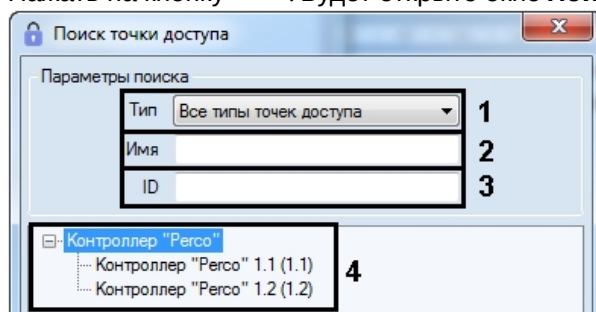 Поиск точки доступа
Параметры поиска
Тип Все типы точек доступа 1
Имя 2
ID 3
Контроллер "Perco"
Контроллер "Perco" 1.1 (1.1) 4
Контроллер "Perco" 1.2 (1.2)